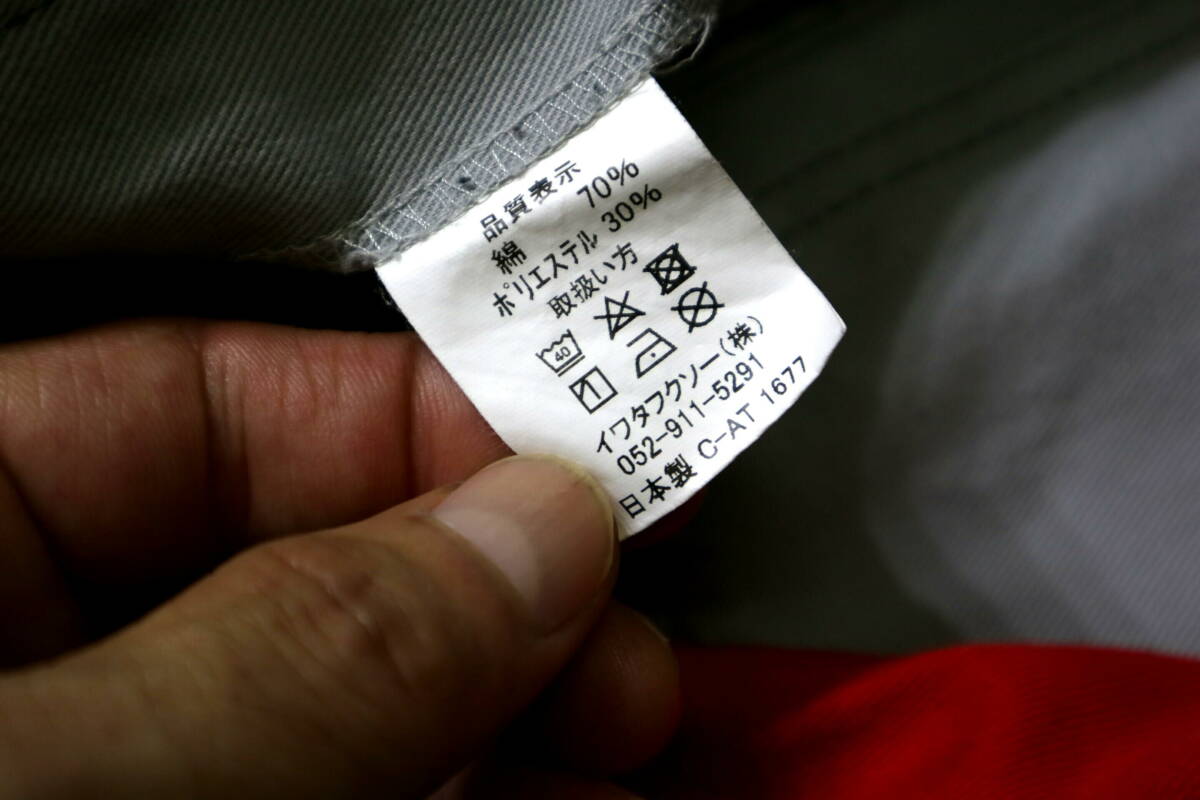 品質表示
綿 70%
ポリエステル 30%
取扱い方
40
イワタフクソー(株)
052-911-5291
日本製 C-AT 1677